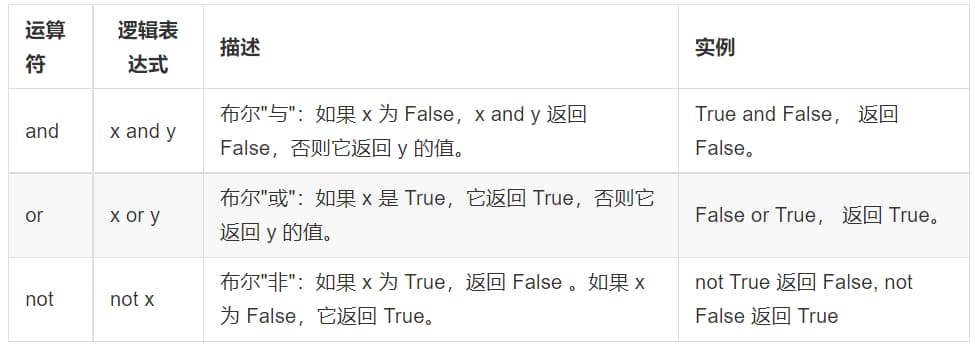 运算
符
逻辑表
达式
描述
实例
and
x and y
布尔"与"：如果 x 为 False，x and y 返回
False，否则它返回 y 的值。
True and False， 返回
False。
or
x or y
布尔"或"：如果 x 是 True，它返回 True，否则它
返回 y 的值。
False or True， 返回 True。
not
not x
布尔"非"：如果 x 为 True，返回 False 。如果 x
为 False，它返回 True。
not True 返回 False, not
False 返回 True